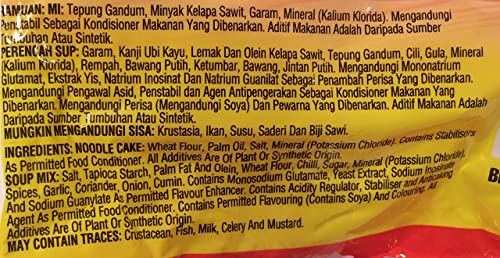 RAMUAN: MI: Tepung Gandum, Minyak Kelapa Sawit, Garam, Mineral (Kalium Klorida). Mengandungi
Penstabil Sebagai Kondisioner Makanan Yang Dibenarkan. Aditif Makanan Adalah Daripada Sumber
Tumbuhan Atau Sintetik.
PERENCAH SUP: Garam, Kanji Ubi Kayu, Lemak Dan Olein Kelapa Sawit, Tepung Gandum, Cili, Gula, Mineral
(Kalium Klorida), Rempah, Bawang Putih, Ketumbar, Bawang, Jintan Putih. Mengandungi Mononatrium
Glutamat, Ekstrak Yis, Natrium Inosinat Dan Natrium Guanilat Sebagai Penambah Perisa Yang Dibenarkan.
Mengandungi Pengawal Asid, Penstabil dan Agen Antipengerakan Sebagai Kondisioner Makanan Yang
Dibenarkan. Mengandungi Perisa (Mengandungi Soya) Dan Pewarna Yang Dibenarkan. Aditif Makanan Adalah
Daripada Sumber Tumbuhan Atau Sintetik.
MUNGKIN MENGANDUNGI SISA: Krustasia, Ikan, Susu, Saderi Dan Biji Sawi.
INGREDIENTS: NOODLE CAKE: Wheat Flour, Palm Oil, Salt, Mineral (Potassium Chloride). Contains Stabilisers
As Permitted Food Conditioner. All Additives Are Of Plant Or Synthetic Origin.
SOUP MIX: Salt, Tapioca Starch, Palm Fat And Olein, Wheat Flour, Chilli, Sugar, Mineral (Potassium Chloride),
Spices, Garlic, Coriander, Onion, Cumin. Contains Monosodium Glutamate, Yeast Extract, Sodium Inosinate
And Sodium Guanylate As Permitted Flavour Enhancer. Contains Acidity Regulator, Stabiliser and Anticaking
Agent As Permitted Food Conditioner. Contains Permitted Flavouring (Contains Soya) And Colouring. All
Additives Are Of Plant Or Synthetic Origin.
MAY CONTAIN TRACES: Crustacean, Fish, Milk, Celery And Mustard.